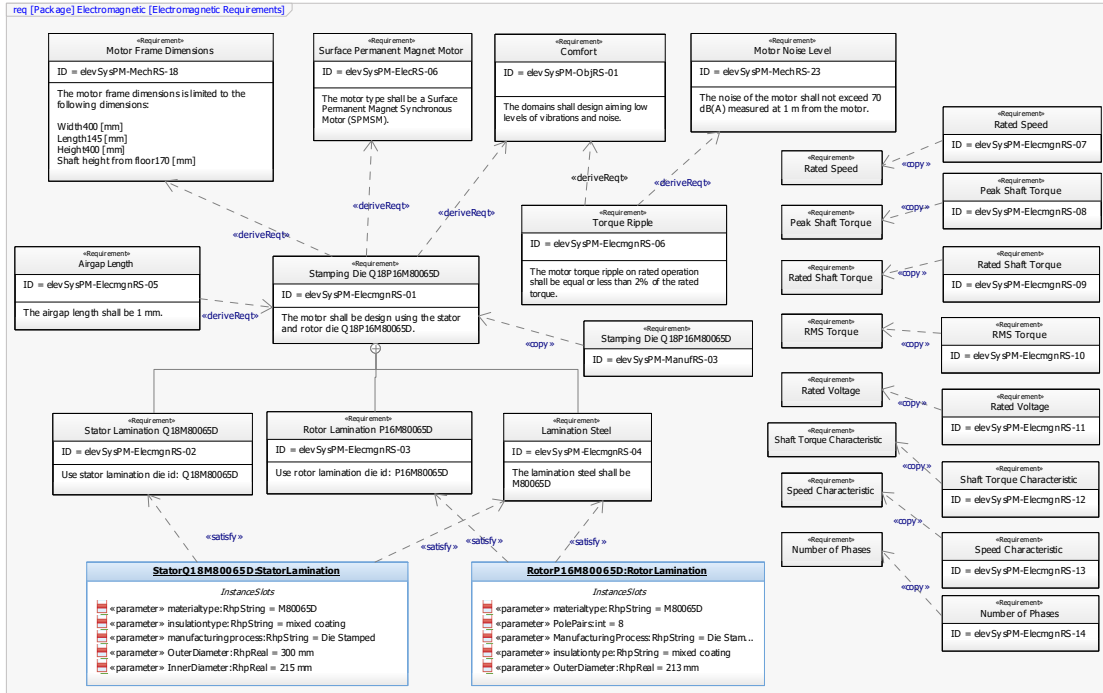 req [Package] Electromagnetic [Electromagnetic Requirements]
«Requirement»
Motor Frame Dimensions
ID = elevSysPM-MechRS-18
The motor frame dimensions is limited to the
following dimensions:
Width400 [mm]
Length145 [mm]
Height400 [mm]
Shaft height from floor170 [mm]
«Requirement»
Surface Permanent Magnet Motor
ID = elevSysPM-ElecRS-06
The motor type shall be a Surface
Permanent Magnet Synchronous
Motor (SPMSM).
«Requirement»
Comfort
ID = elevSysPM-ObjRS-01
The domains shall design aiming low
levels of vibrations and noise.
«Requirement»
Motor Noise Level
ID = elevSysPM-MechRS-23
The noise of the motor shall not exceed 70
dB(A) measured at 1 m from the motor.
«deriveReqt»
«deriveReqt»
«deriveReqt»
«deriveReqt»
«deriveReqt»
«Requirement»
Torque Ripple
ID = elevSysPM-ElecmgnRS-06
The motor torque ripple on rated operation
shall be equal or less than 2% of the rated
torque.
«Requirement»
Airgap Length
ID = elevSysPM-ElecmgnRS-05
The airgap length shall be 1 mm.
«deriveReqt»
«Requirement»
Stamping Die Q18P16M80065D
ID = elevSysPM-ElecmgnRS-01
The motor shall be design using the stator
and rotor die Q18P16M80065D.
«copy»
«Requirement»
Stamping Die Q18P16M80065D
ID = elevSysPM-ManufRS-03
«Requirement»
Stator Lamination Q18M80065D
ID = elevSysPM-ElecmgnRS-02
Use stator lamination die id: Q18M80065D
«Requirement»
Rotor Lamination P16M80065D
ID = elevSysPM-ElecmgnRS-03
Use rotor lamination die id: P16M80065D
«Requirement»
Lamination Steel
ID = elevSysPM-ElecmgnRS-04
The lamination steel shall be
M80065D
«satisfy»
«satisfy»
«satisfy»
«satisfy»
StatorQ18M80065D:StatorLamination
InstanceSlots
«parameter» materialtype:RhpString = M80065D
«parameter» insulationtype:RhpString = mixed coating
«parameter» manufacturingprocess:RhpString = Die Stamped
«parameter» OuterDiameter:RhpReal = 300 mm
«parameter» InnerDiameter:RhpReal = 215 mm
RotorP16M80065D:RotorLamination
InstanceSlots
«parameter» materialtype:RhpString = M80065D
«parameter» PolePairs:int = 8
«parameter» ManufacturingProcess:RhpString = Die Stam...
«parameter» insulationtype:RhpString = mixed coating
«parameter» OuterDiameter:RhpReal = 213 mm
«Requirement»
Rated Speed
«copy»
«Requirement»
Rated Speed
ID = elevSysPM-ElecmgnRS-07
«Requirement»
Peak Shaft Torque
«copy»
«Requirement»
Peak Shaft Torque
ID = elevSysPM-ElecmgnRS-08
«Requirement»
Rated Shaft Torque
«copy»
«Requirement»
Rated Shaft Torque
ID = elevSysPM-ElecmgnRS-09
«Requirement»
RMS Torque
«copy»
«Requirement»
RMS Torque
ID = elevSysPM-ElecmgnRS-10
«Requirement»
Rated Voltage
«copy»
«Requirement»
Rated Voltage
ID = elevSysPM-ElecmgnRS-11
«Requirement»
Shaft Torque Characteristic
«copy»
«Requirement»
Shaft Torque Characteristic
ID = elevSysPM-ElecmgnRS-12
«Requirement»
Speed Characteristic
«copy»
«Requirement»
Speed Characteristic
ID = elevSysPM-ElecmgnRS-13
«Requirement»
Number of Phases
«copy»
«Requirement»
Number of Phases
ID = elevSysPM-ElecmgnRS-14